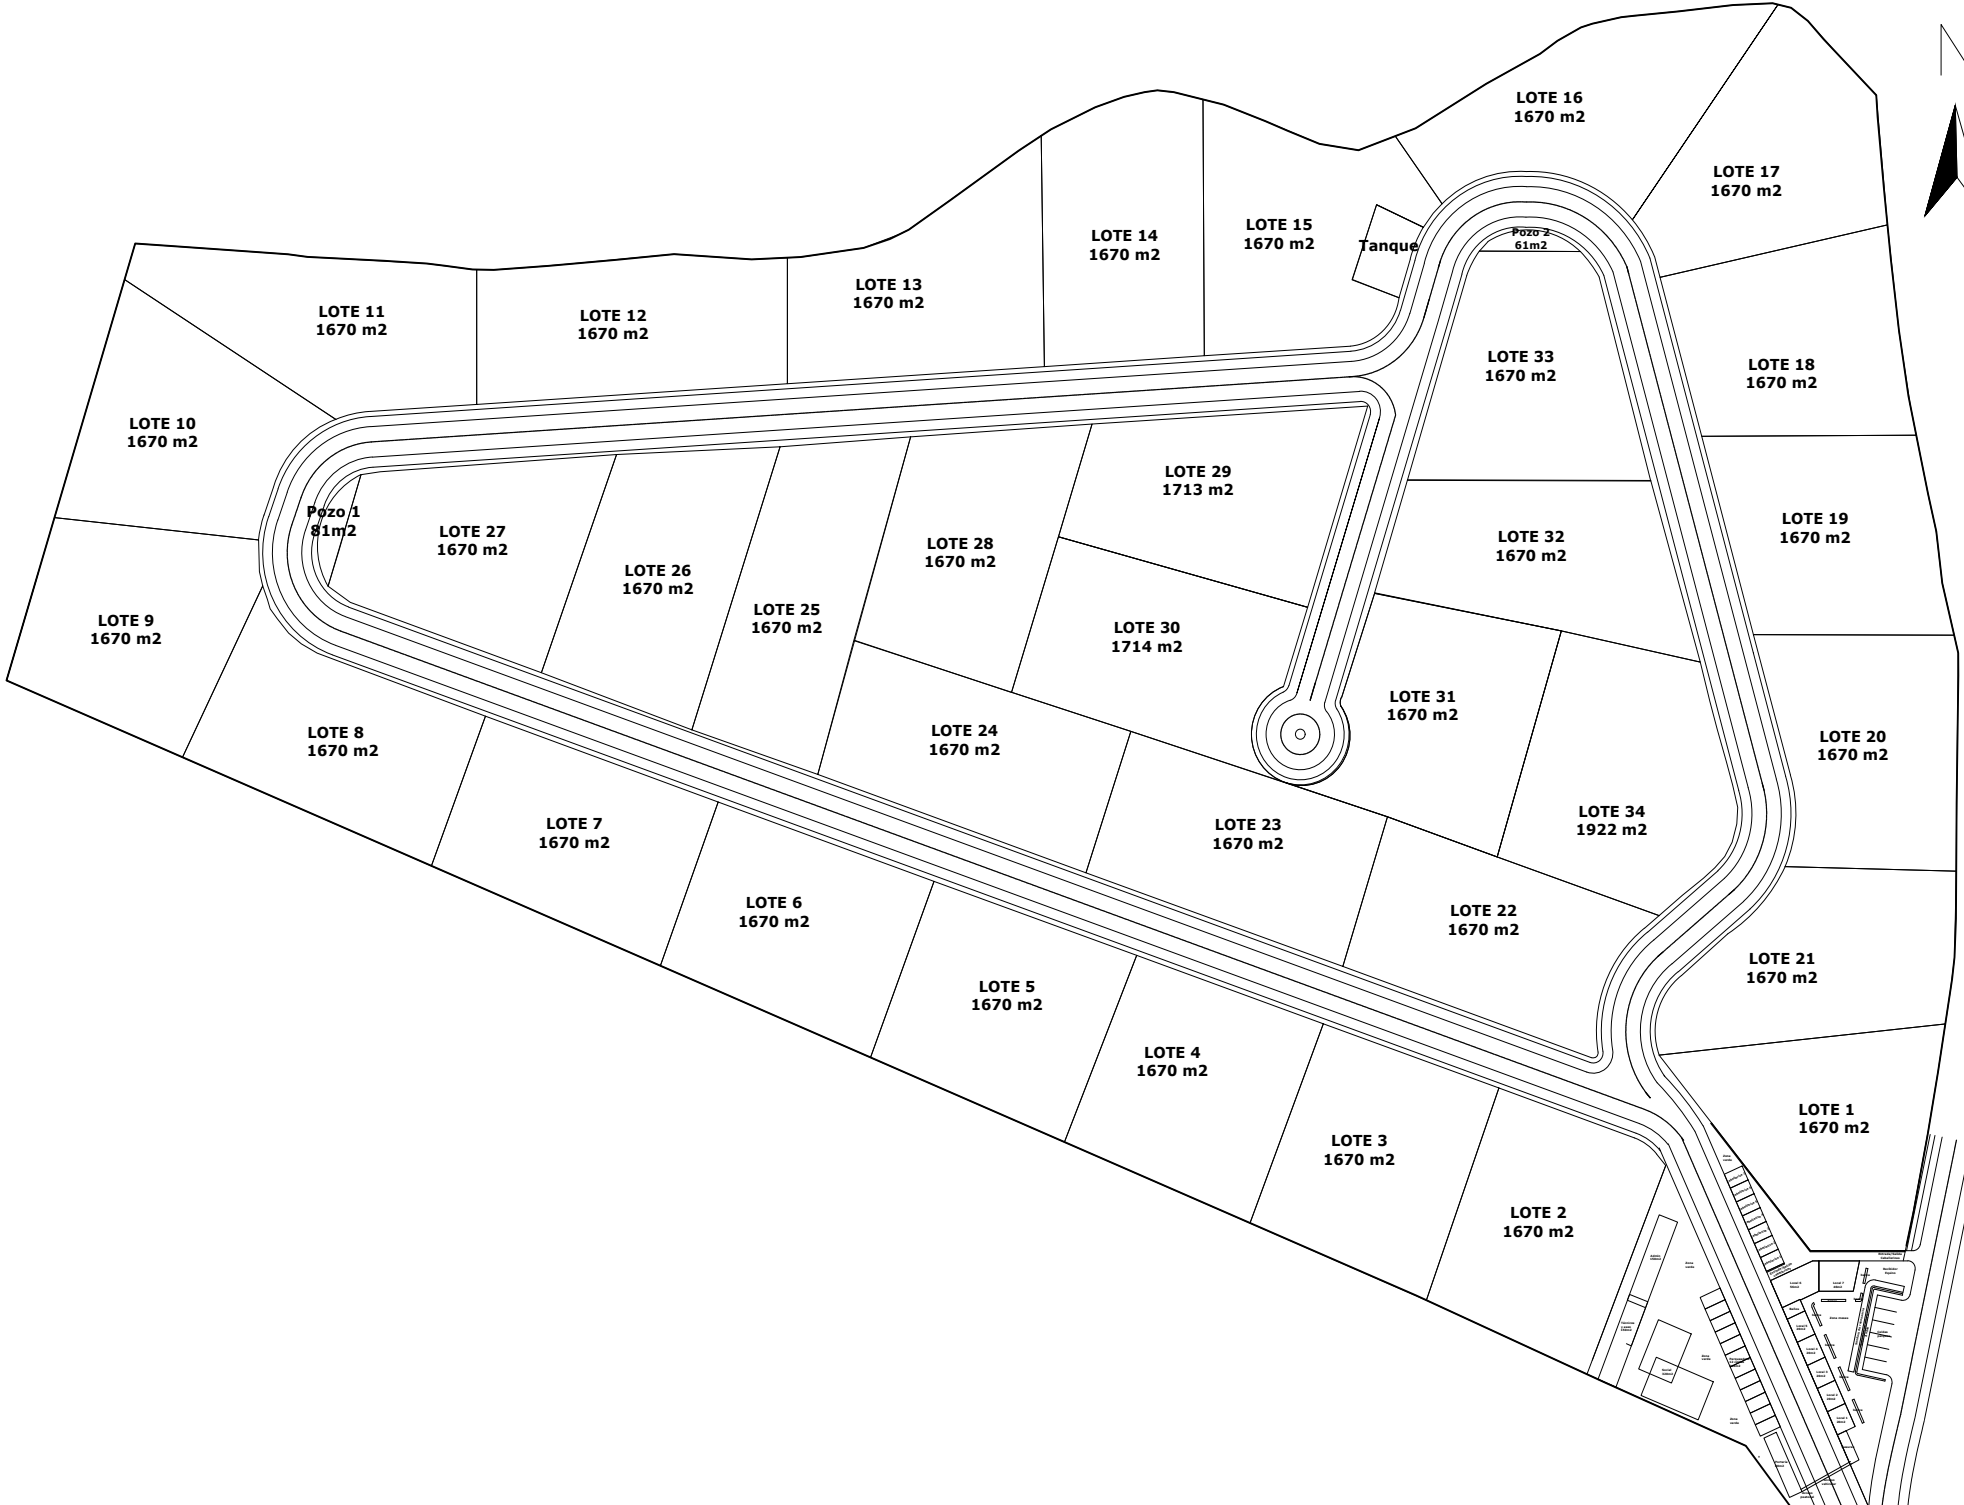 LOTE 16
1670 m2
LOTE 17
1670 m2
LOTE 15
1670 m2
LOTE 14
1670 m2
Tanque
Pozo 2
61m2
LOTE 13
1670 m2
LOTE 12
1670 m2
LOTE 11
1670 m2
LOTE 33
1670 m2
LOTE 18
1670 m2
LOTE 10
1670 m2
LOTE 29
1713 m2
Pozo 1
81m2
LOTE 27
1670 m2
LOTE 28
1670 m2
LOTE 32
1670 m2
LOTE 19
1670 m2
LOTE 26
1670 m2
LOTE 25
1670 m2
LOTE 9
1670 m2
LOTE 30
1714 m2
LOTE 31
1670 m2
LOTE 8
1670 m2
LOTE 24
1670 m2
LOTE 20
1670 m2
LOTE 7
1670 m2
LOTE 23
1670 m2
LOTE 34
1922 m2
LOTE 6
1670 m2
LOTE 22
1670 m2
LOTE 21
1670 m2
LOTE 5
1670 m2
LOTE 4
1670 m2
LOTE 1
1670 m2
LOTE 3
1670 m2
LOTE 2
1670 m2